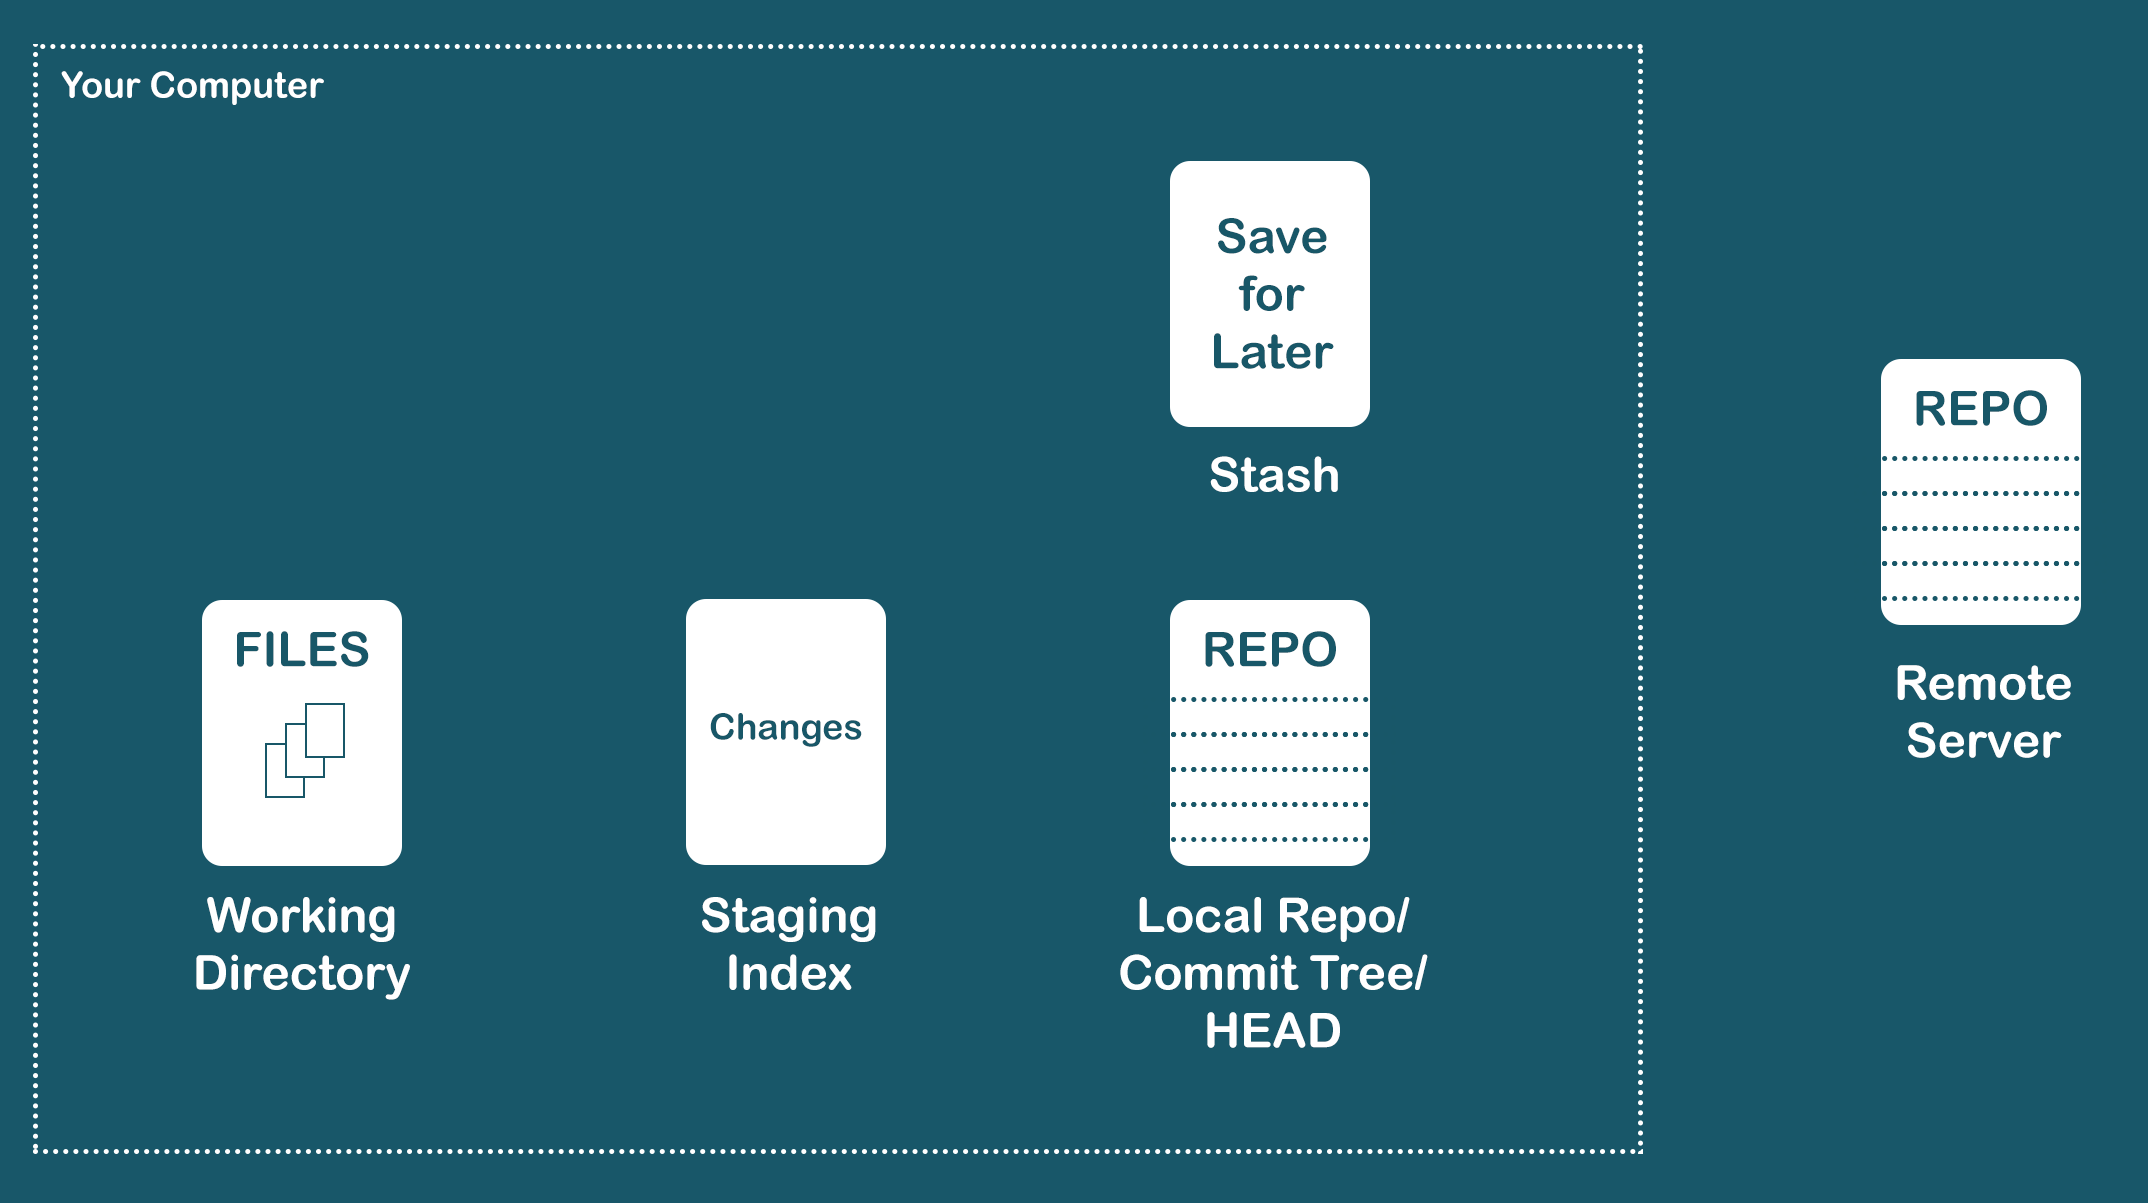 Your Computer
Save
for
Later
Stash
REPO
Remote
Server
FILES
Working
Directory
Changes
Staging
Index
REPO
Local Repo/
Commit Tree/
HEAD